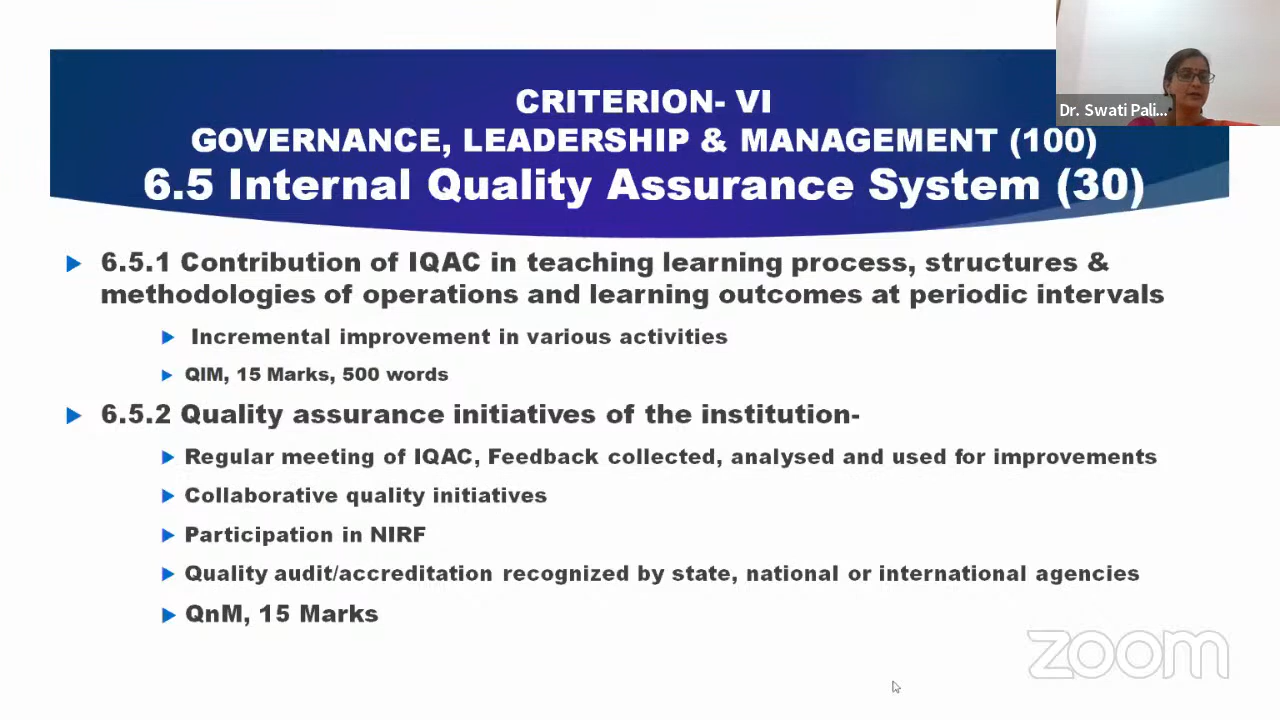 CRITERION- VI
GOVERNANCE, LEADERSHIP & MANAGEMENT (100)
6.5 Internal Quality Assurance System (30)
Dr. Swati Pali...
6.5.1 Contribution of IQAC in teaching learning process, structures &
methodologies of operations and learning outcomes at periodic intervals
Incremental improvement in various activities
QlM, 15 Marks, 500 words
6.5.2 Quality assurance initiatives of the institution-
Regular meeting of IQAC, Feedback collected, analysed and used for improvements
Collaborative quality initiatives
Participation in NIRF
Quality audit/accreditation recognized by state, national or international agencies
QnM, 15 Marks
zoom